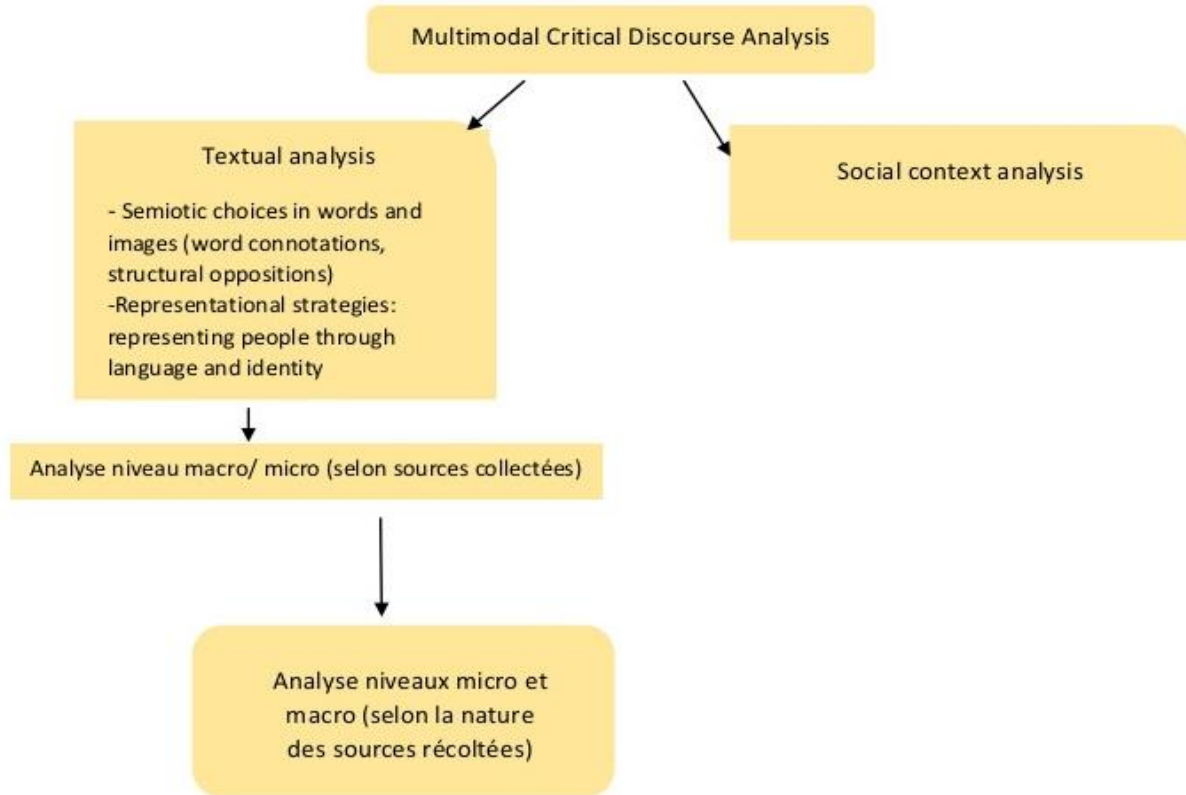 Multimodal Critical Discourse Analysis
Textual analysis
- Semiotic choices in words and
images (word connotations,
structural oppositions)
-Representational strategies:
representing people through
language and identity
Social context analysis
Analyse niveau macro/ micro (selon sources collectées)
Analyse niveaux micro et
macro (selon la nature
des sources récoltées)